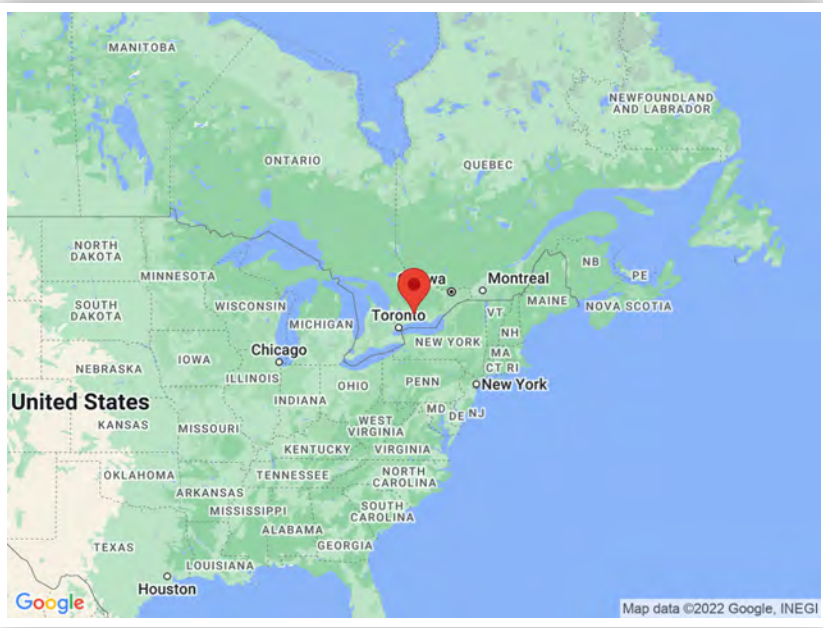 MANITOBA
NEWFOUNDLAND
AND LABRADOR
ONTARIO
QUEBEC
NORTH
DAKOTA
MINNESOTA
NB
PE
wa
Montreal
MAINE
NOVA SCOTIA
SOUTH
DAKOTA
WISCONSIN
MICHIGAN
Toronto
VT
NH
NEW YORK
MA
CT RI
Chicago
IOWA
NEBRASKA
ILLINOIS
OHIO
PENN
New York
INDIANA
United States
MD
DE
NJ
KANSAS
MISSOURI
WEST
VIRGINIA
KENTUCKY
VIRGINIA
OKLAHOMA
TENNESSEE
NORTH
CAROLINA
ARKANSAS
MISSISSIPPI
SOUTH
CAROLINA
ALABAMA
GEORGIA
TEXAS
LOUISIANA
Houston
Google
Map data ©2022 Google, INEGI